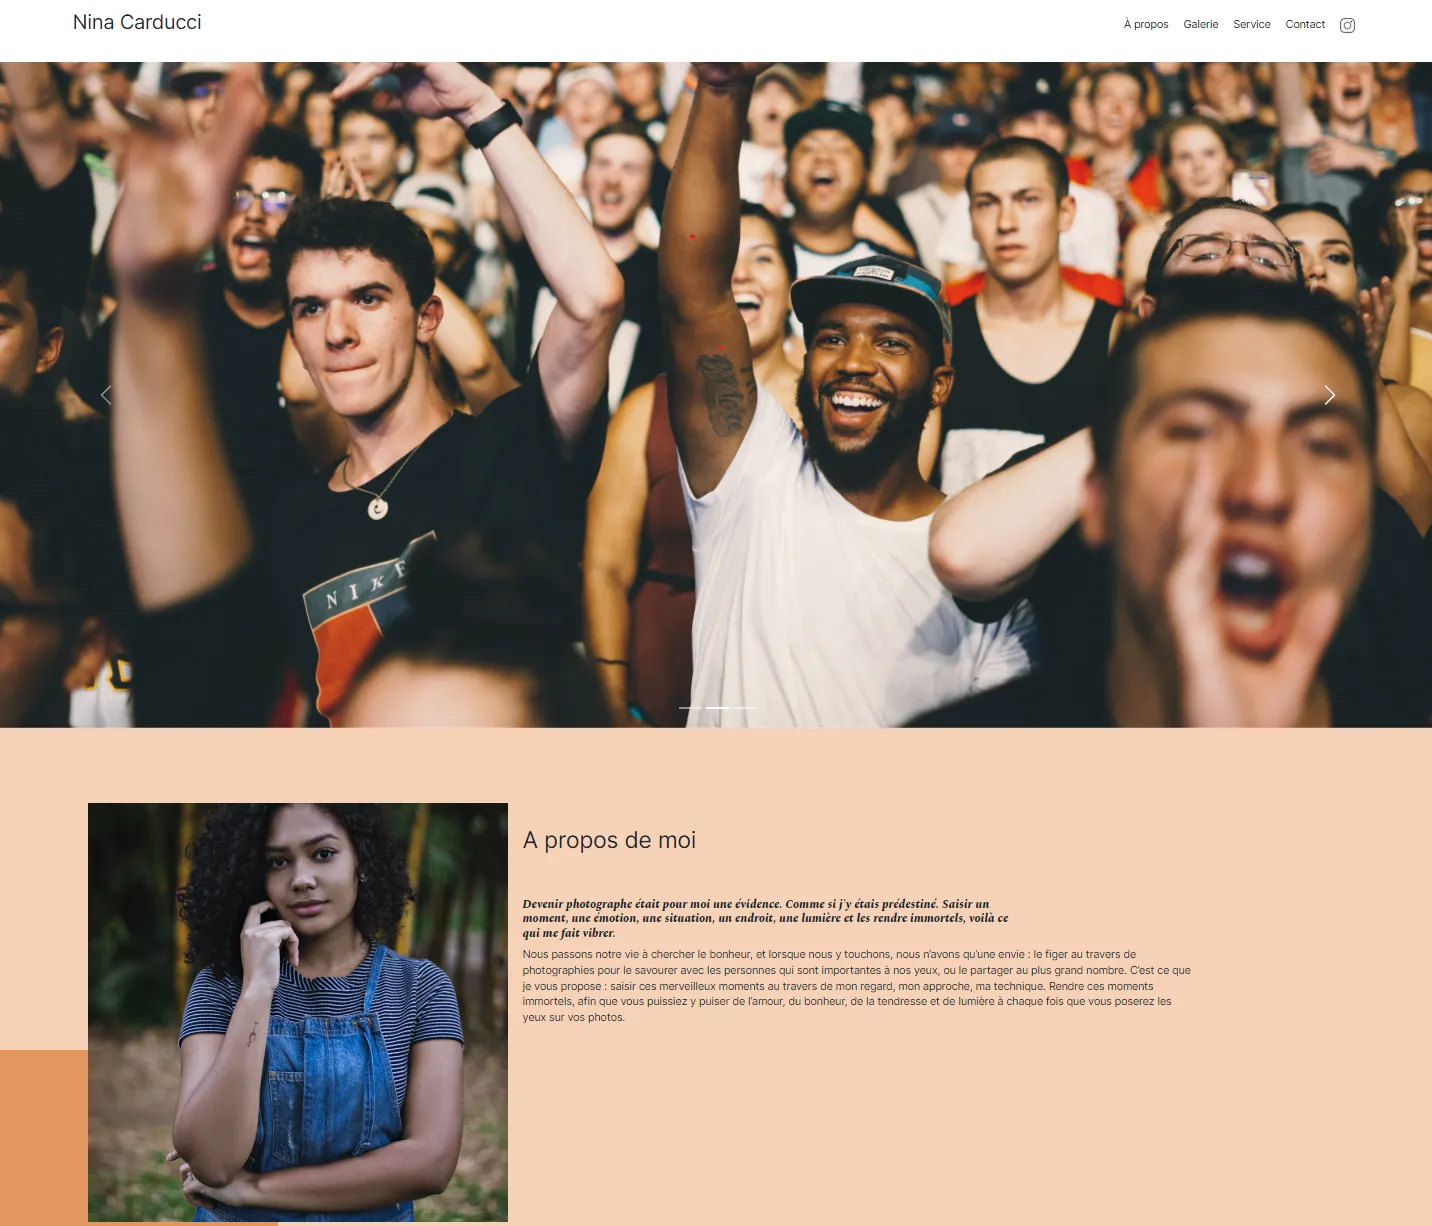 Nina Carducci
À propos
Galerie
Service
Contact
NIKE
A propos de moi
Devenir photographe était pour moi une évidence. Comme si j'y étais prédestiné. Saisir un
moment, une émotion, une situation, un endroit, une lumière et les rendre immortels, voilà ce
qui me fait vibrer.
Nous passons notre vie à chercher le bonheur, et lorsque nous y touchons, nous n'avons qu'une envie : le figer au travers de
photographies pour le savourer avec les personnes qui sont importantes à nos yeux, ou le partager au plus grand nombre. C'est ce que
je vous propose : saisir ces merveilleux moments au travers de mon regard, mon approche, ma technique. Rendre ces moments
immortels, afin que vous puissiez y puiser de l'amour, du bonheur, de la tendresse et de lumière à chaque fois que vous poserez les
yeux sur vos photos.